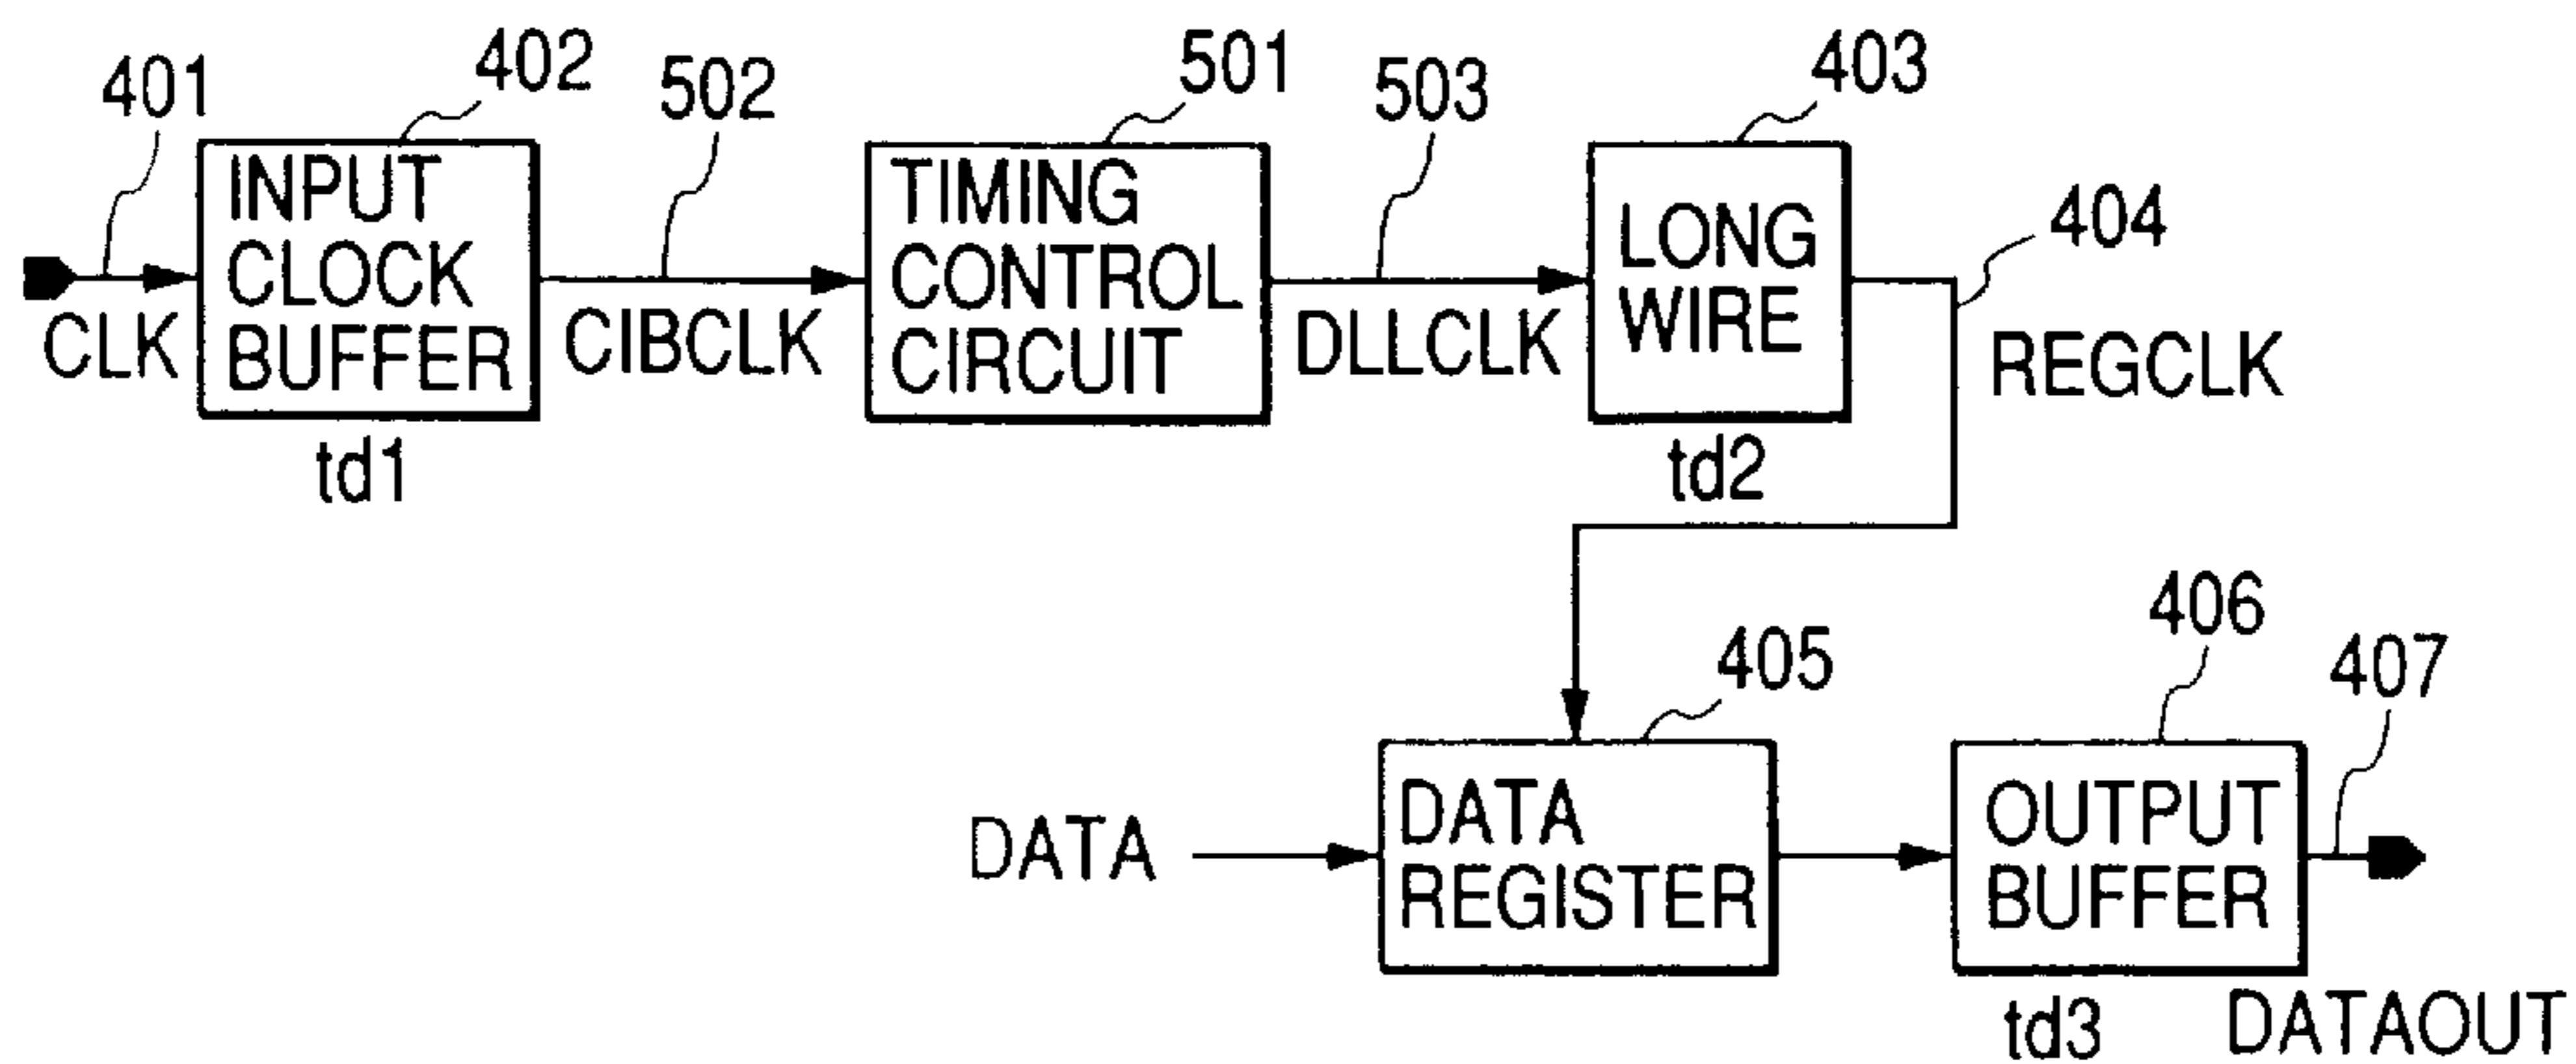 401
402
502
501
503
403
404
INPUT
CLOCK
BUFFER
TIMING
CONTROL
CIRCUIT
LONG
WIRE
CLK
CIBCLK
DLLCLK
REGCLK
td1
td2
405
406
407
DATA
DATA
REGISTER
OUTPUT
BUFFER
td3
DATAOUT